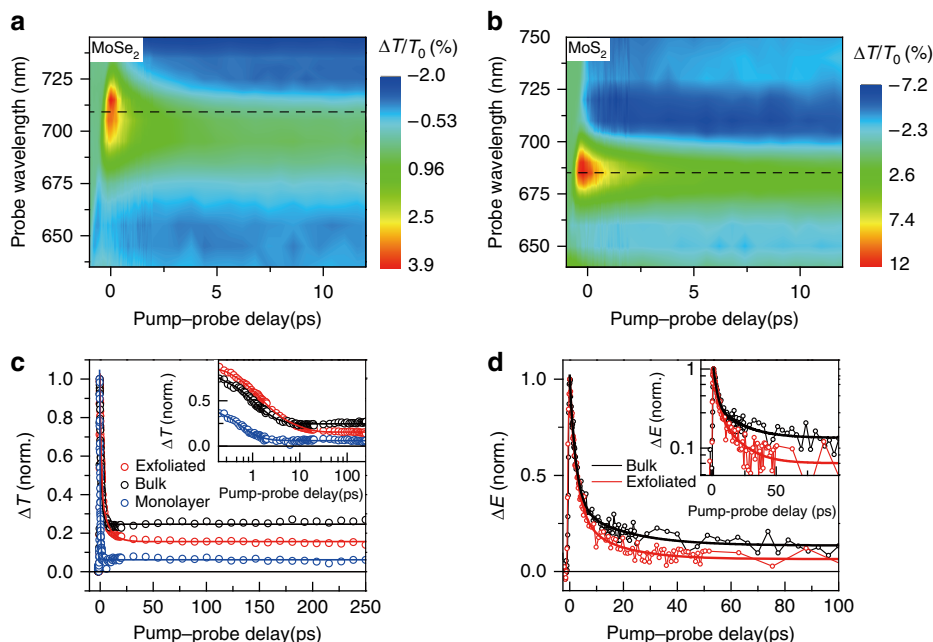 a
MoSe2
ΔT/T0 (%)
Probe wavelength (nm)
725
700
675
650
0
5
10
Pump–probe delay(ps)
−2.0
−0.53
0.96
2.5
3.9
b
MoS2
ΔT/T0 (%)
Probe wavelength (nm)
750
725
700
675
650
0
5
10
Pump–probe delay(ps)
−7.2
−2.3
2.6
7.4
12
c
ΔT (norm.)
1.0
0.8
0.6
0.4
0.2
0.0
0
50
100
150
200
250
Pump–probe delay(ps)
ΔT (norm.)
0.5
0.0
1
10
100
Pump-probe delay(ps)
Exfoliated
Bulk
Monolayer
d
ΔE (norm.)
1.0
0.5
0.0
0
20
40
60
80
100
Pump–probe delay(ps)
ΔE (norm.)
1
0.1
0
50
Pump-probe delay (ps)
Bulk
Exfoliated